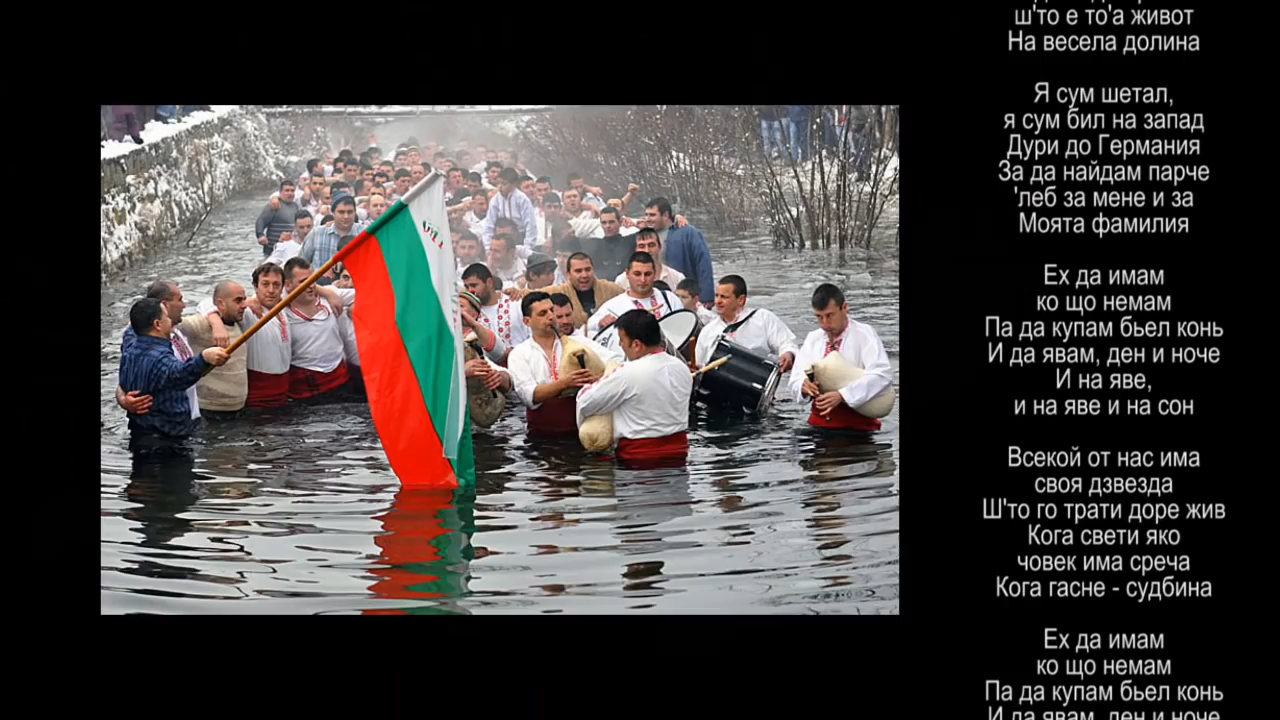 ш'то е то'а живот
На весела долина
Я сум шетал,
я сум бил на запад
Дури до Германия
За да найдам парче
'леб за мене и за
Моята фамилия
Ех да имам
ко що немам
Па да купам бьел конь
И да явам, ден и ноче
И на яве,
и на яве и на сон
Всекой от нас има
своя дзвезда
Ш'то го трати доре жив
Кога свети яко
човек има среча
Кога гасне - судбина
Ех да имам
ко що немам
Па да купам бьел конь
И да явам, ден и ноче